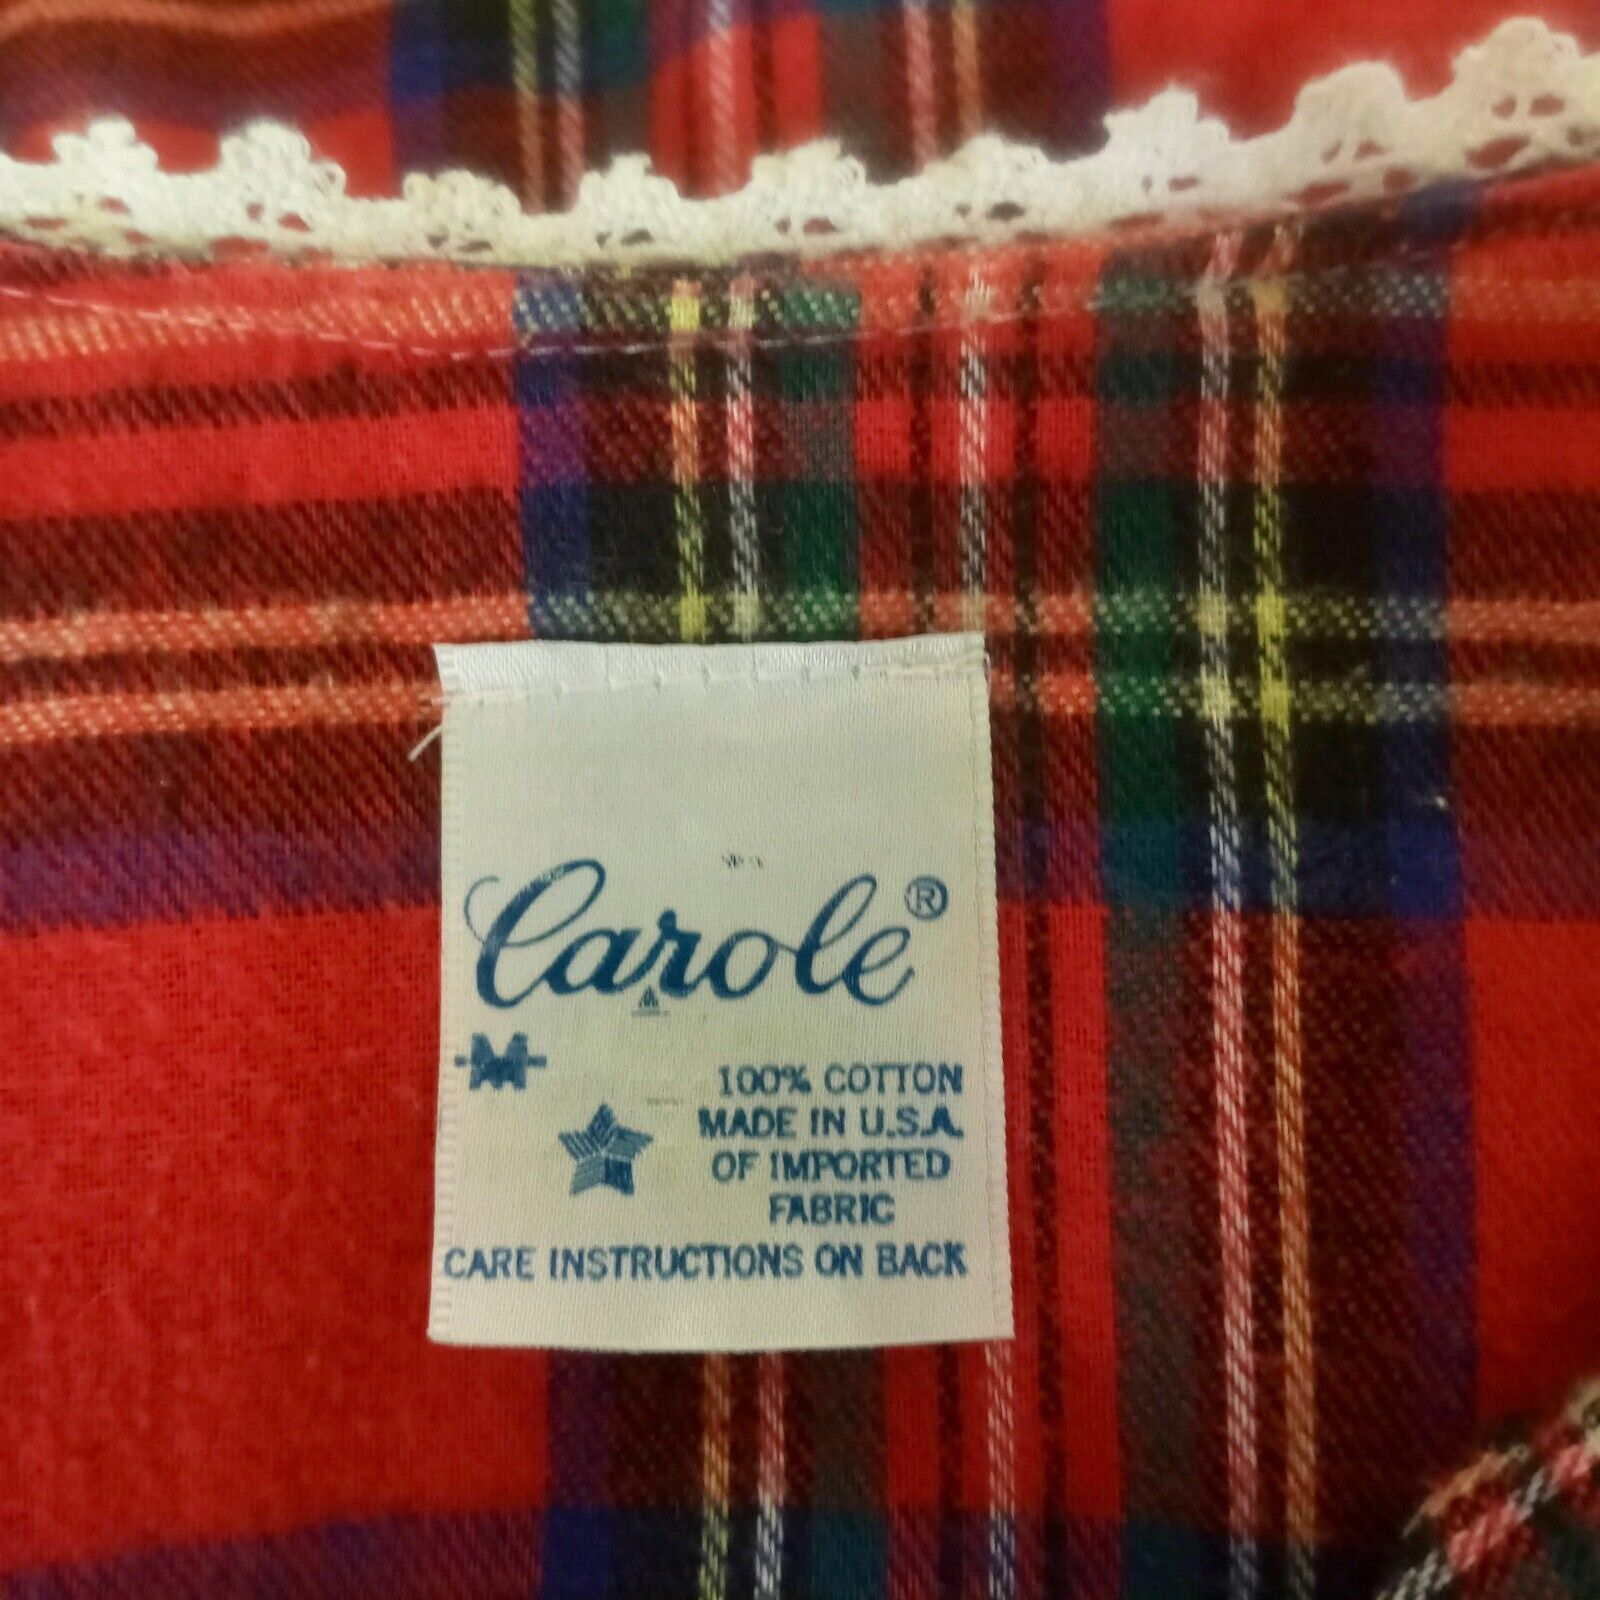 Carole®
-M-
100% COTTON
MADE IN U.S.A.
OF IMPORTED
FABRIC
CARE INSTRUCTIONS ON BACK